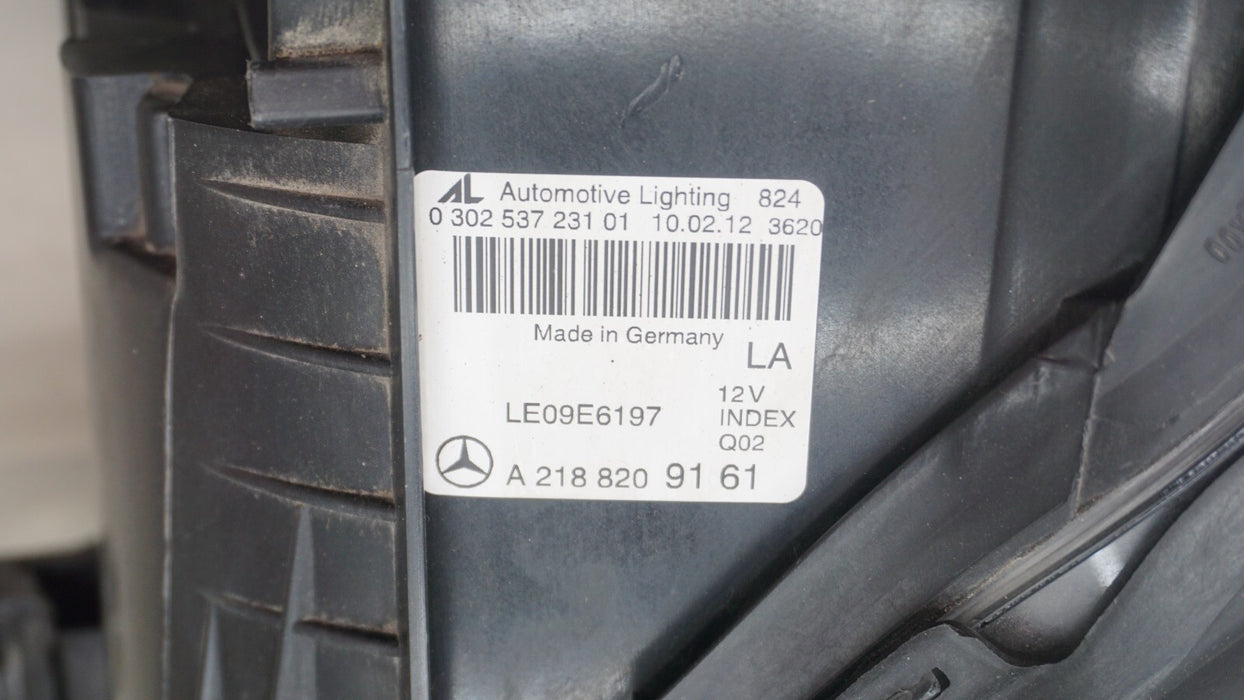 AL Automotive Lighting 824
0 302 537 231 01 10.02.12 3620
Made in Germany
LA
12V
LE09E6197 INDEX
Q02
A 218 820 91 61